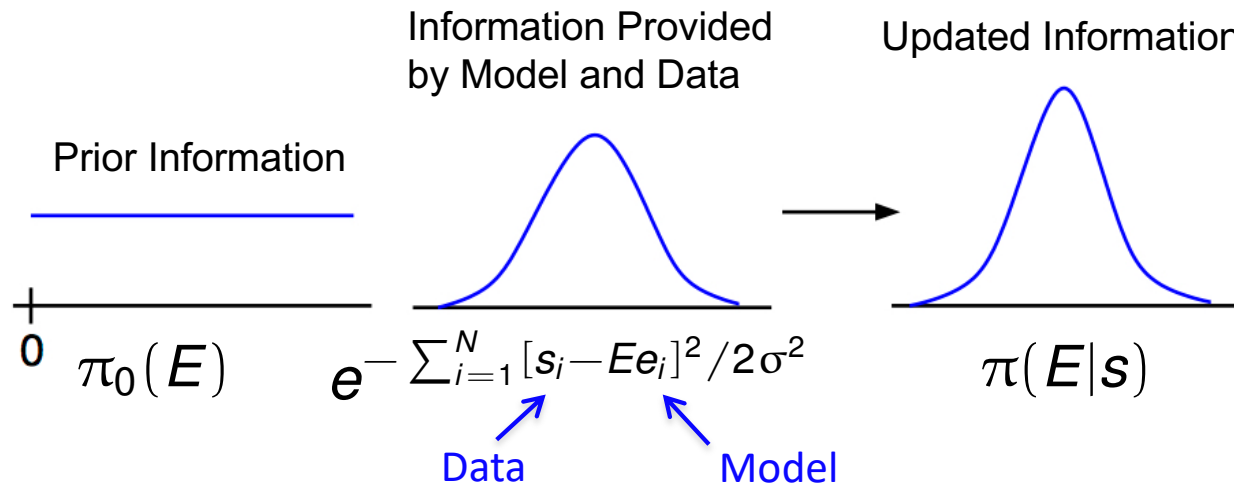 Information Provided
by Model and Data
Updated Information
Prior Information
0
π₀(E)
e^{- ∑_{i=1}^{N} [s_i – Ee_i]^2 / 2σ^2}
π(E|s)
Data
Model